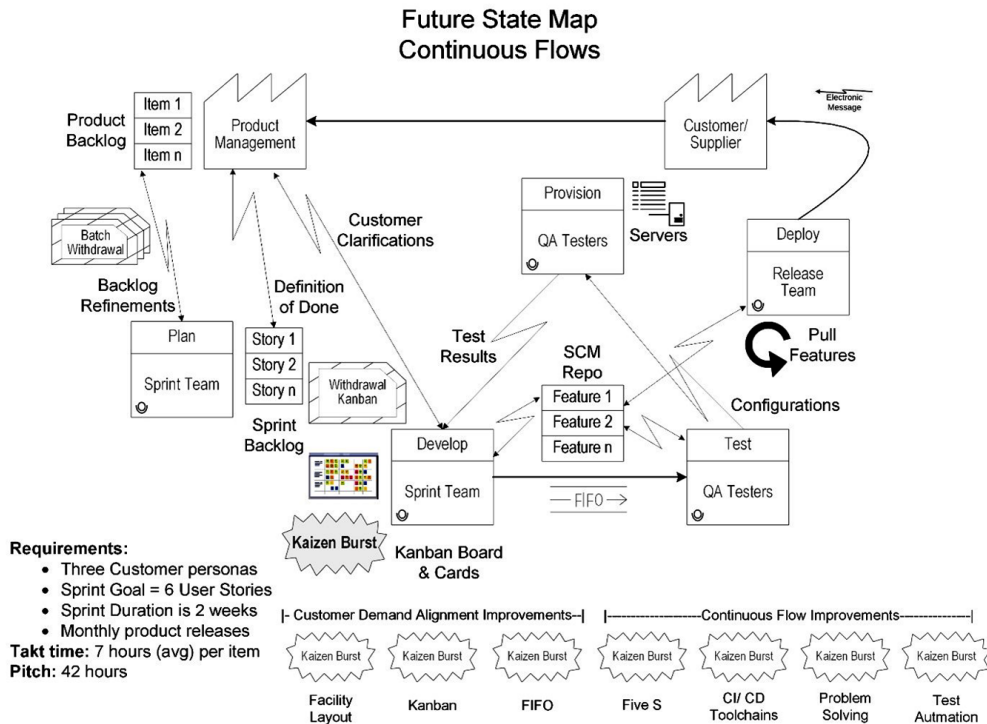 Future State Map
Continuous Flows
Product
Backlog
Item 1
Item 2
Item n
Product
Management
Customer/
Supplier
Electronic
Message
Batch
Withdrawal
Backlog
Refinements
Customer
Clarifications
Definition
of Done
Provision
QA Testers
Servers
Deploy
Release
Team
Pull
Features
Plan
Sprint Team
Story 1
Story 2
Story n
Sprint
Backlog
Withdrawal
Kanban
Test
Results
SCM
Repo
Feature 1
Feature 2
Feature n
Configurations
Develop
Sprint Team
FIFO
Test
QA Testers
Kaizen Burst
Kanban Board
& Cards
Requirements:
• Three Customer personas
• Sprint Goal = 6 User Stories
• Sprint Duration is 2 weeks
• Monthly product releases
Takt time: 7 hours (avg) per item
Pitch: 42 hours
|- Customer Demand Alignment Improvements--|
|---------------------Continuous Flow Improvements----------------|
Kaizen Burst
Kaizen Burst
Kaizen Burst
Kaizen Burst
Kaizen Burst
Kaizen Burst
Kaizen Burst
Facility
Layout
Kanban
FIFO
Five S
CI/ CD
Toolchains
Problem
Solving
Test
Autmation